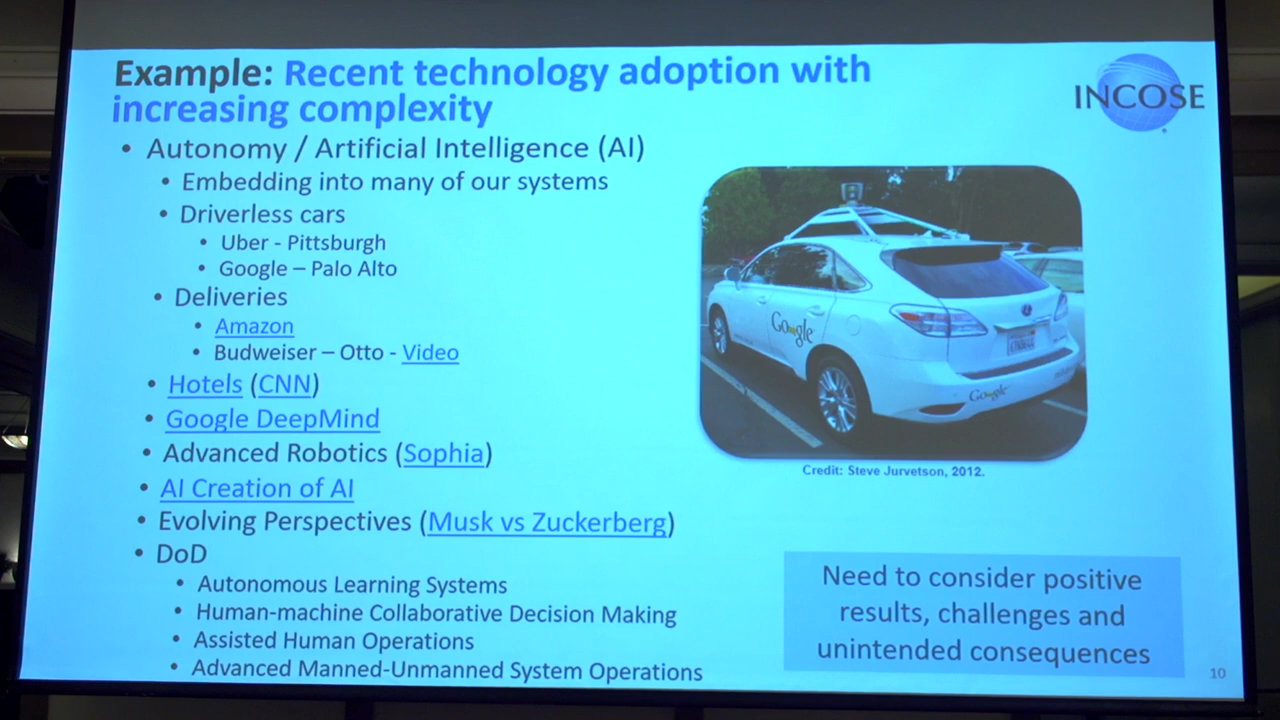 Example: Recent technology adoption with
increasing complexity
INCOSE
• Autonomy / Artificial Intelligence (AI)
• Embedding into many of our systems
• Driverless cars
• Uber - Pittsburgh
• Google – Palo Alto
• Deliveries
• Amazon
• Budweiser – Otto - Video
• Hotels (CNN)
• Google DeepMind
• Advanced Robotics (Sophia)
• AI Creation of AI
• Evolving Perspectives (Musk vs Zuckerberg)
• DoD
• Autonomous Learning Systems
• Human-machine Collaborative Decision Making
• Assisted Human Operations
• Advanced Manned-Unmanned System Operations
Google
Google
Credit: Steve Jurvetson, 2012.
Need to consider positive
results, challenges and
unintended consequences
10